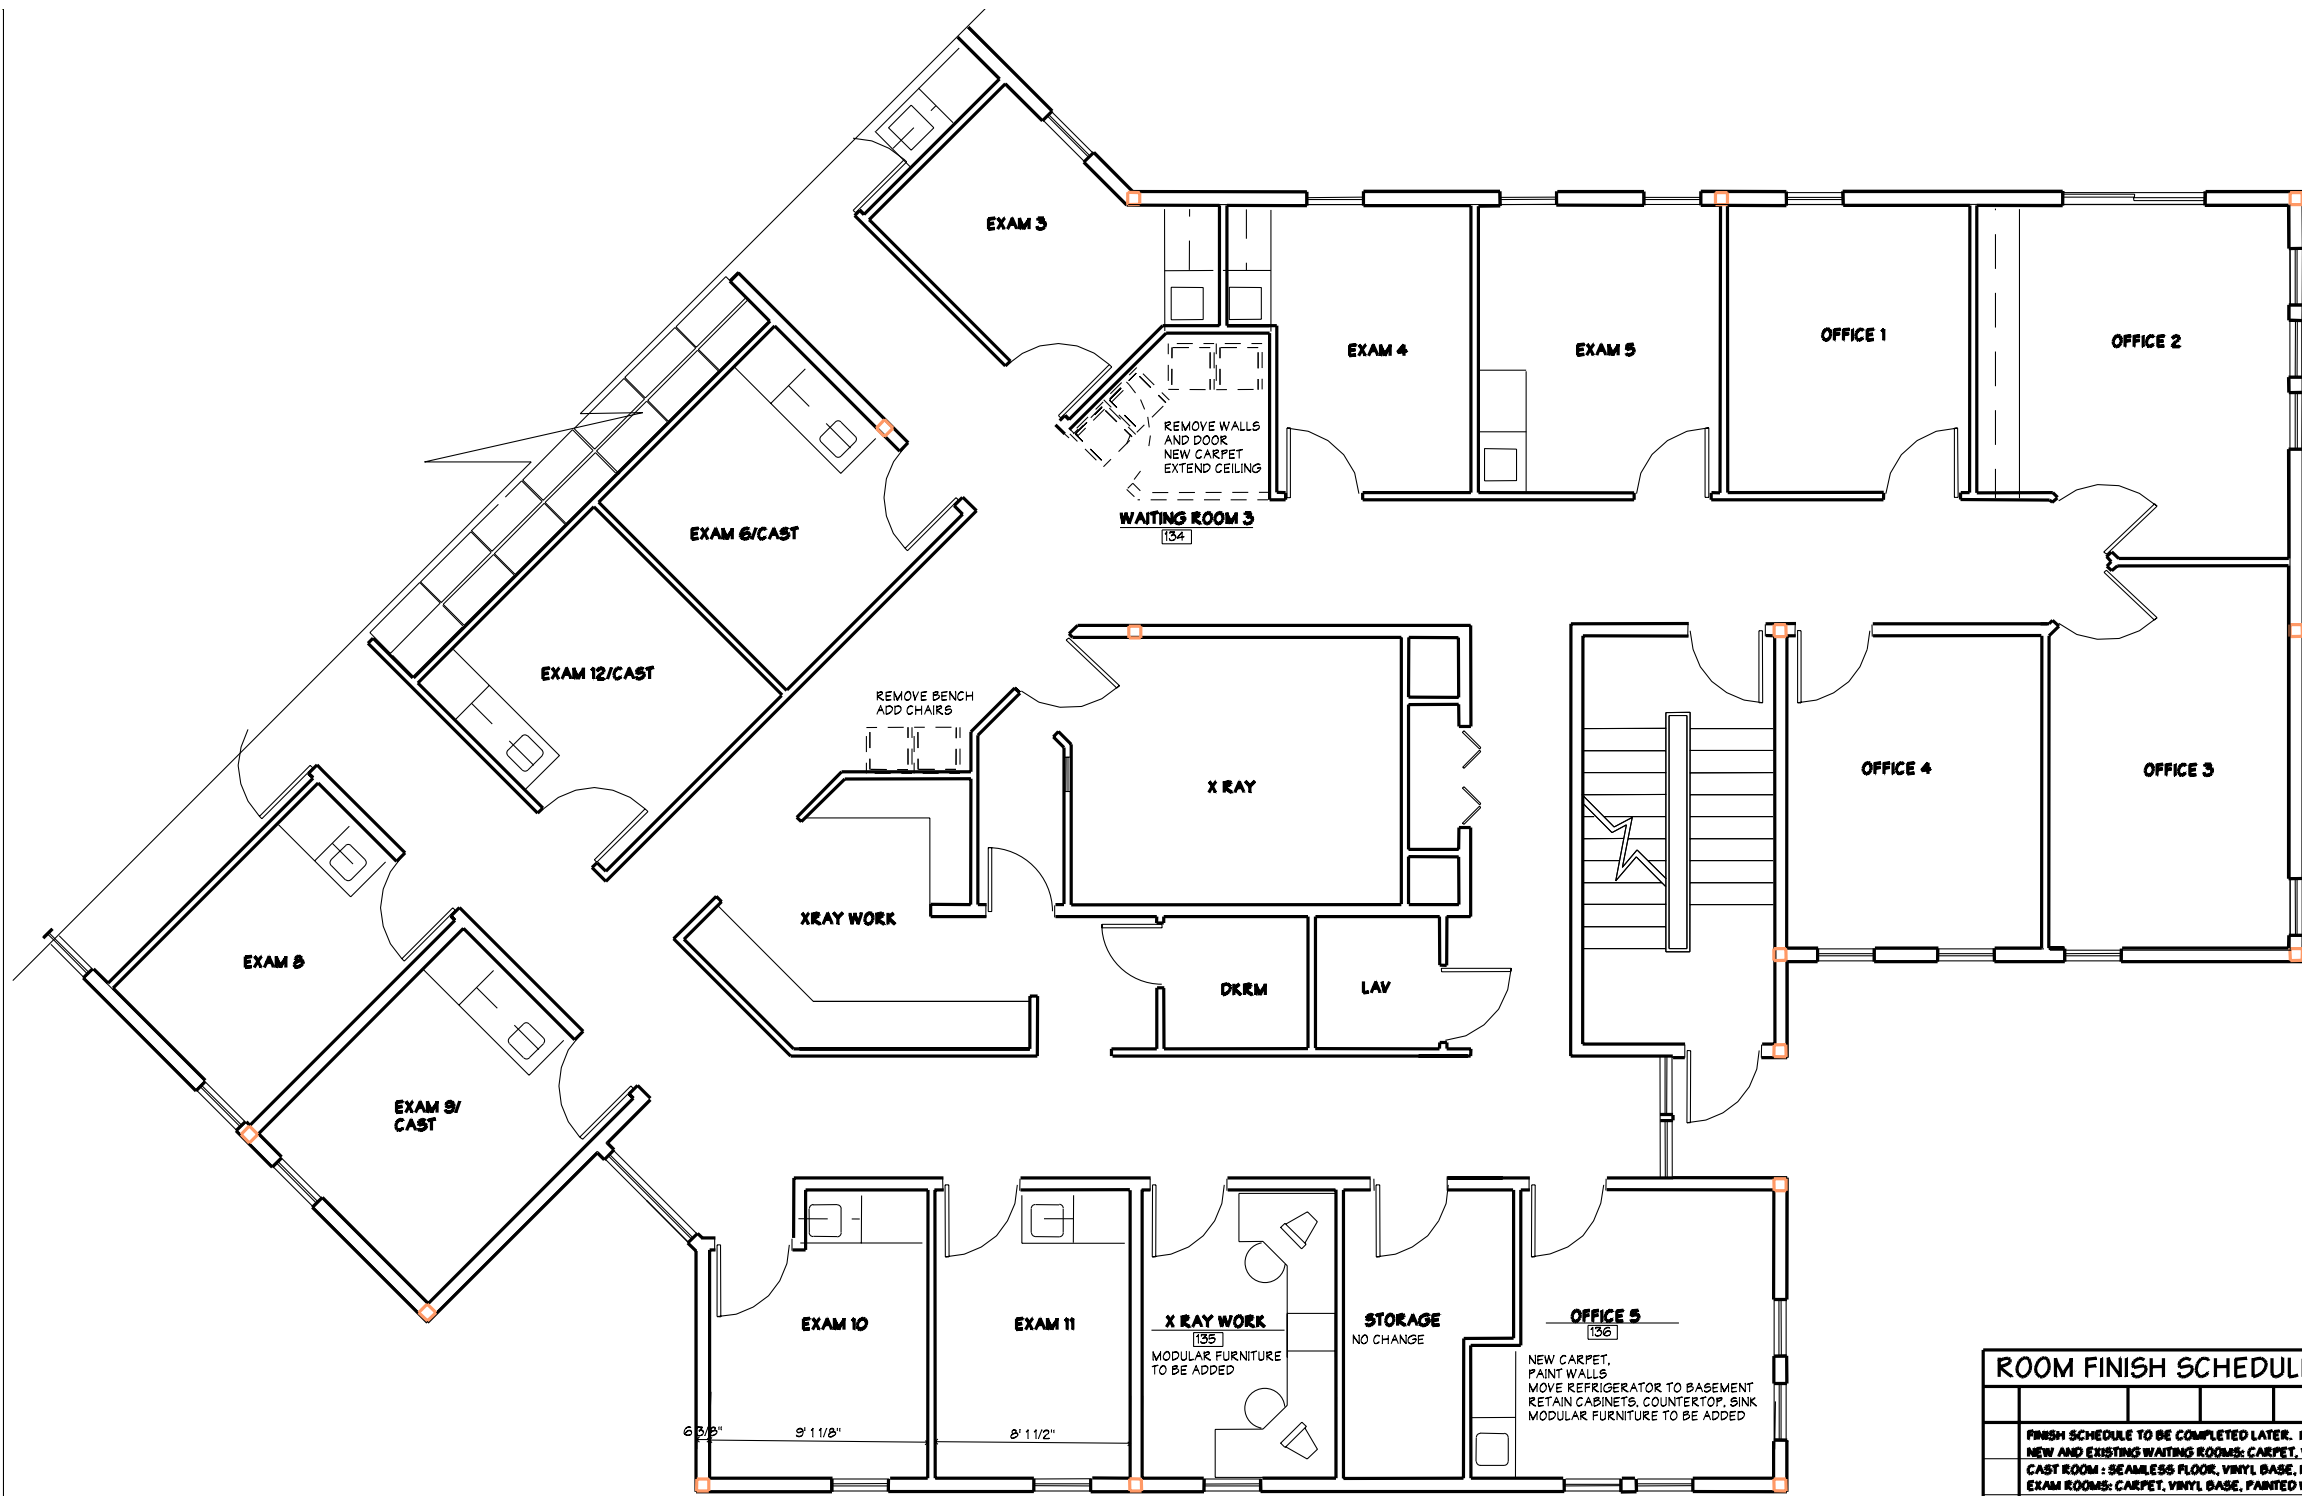 EXAM 3
EXAM 4
EXAM 5
OFFICE 1
OFFICE 2
REMOVE WALLS
AND DOOR
NEW CARPET
EXTEND CEILING
WAITING ROOM 3
134
EXAM 6/CAST
EXAM 12/CAST
REMOVE BENCH
ADD CHAIRS
X RAY
OFFICE 4
OFFICE 3
XRAY WORK
EXAM 8
DKRM
LAV
EXAM 9/
CAST
EXAM 10
EXAM 11
X RAY WORK
135
MODULAR FURNITURE
TO BE ADDED
STORAGE
NO CHANGE
OFFICE 5
136
NEW CARPET,
PAINT WALLS
MOVE REFRIGERATOR TO BASEMENT
RETAIN CABINETS, COUNTERTOP, SINK
MODULAR FURNITURE TO BE ADDED
6 3/8"
9' 1 1/8"
8' 1 1/2"
ROOM FINISH SCHEDUL
FINISH SCHEDULE TO BE COMPLETED LATER.
NEW AND EXISTING WAITING ROOMS: CARPET,
CAST ROOM : SEAMLESS FLOOR, VINYL BASE,
EXAM ROOMS: CARPET, VINYL BASE, PAINTED